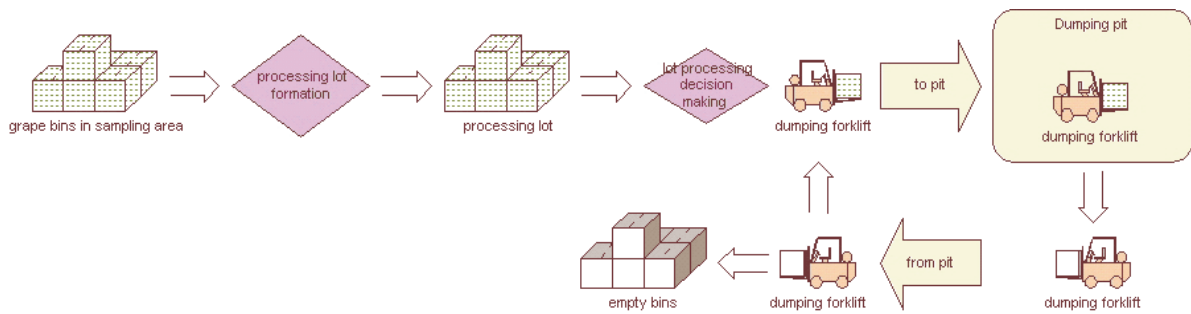 Dumping pit
processing lot
formation
lot processing
decision
making
to pit
grape bins in sampling area
processing lot
dumping forklift
dumping forklift
from pit
empty bins
dumping forklift
dumping forklift